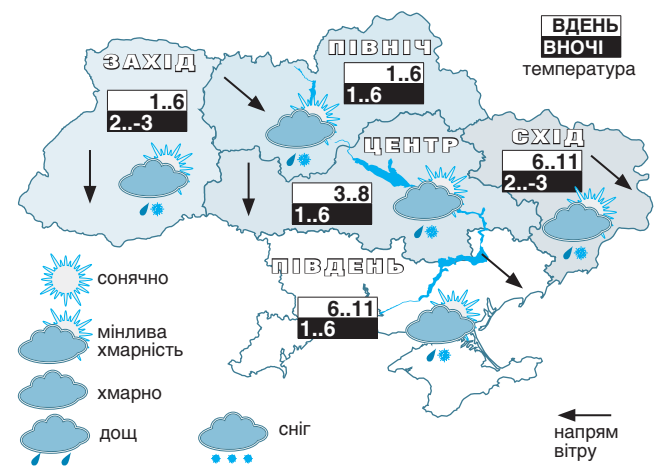 ВДЕНЬ
ВНОЧІ
температура
ПІВНІЧ
1..6
1..6
ЗАХІД
1..6
2..-3
ЦЕНТР
3..8
1..6
СХІД
6..11
2..-3
ПІВДЕНЬ
6..11
1..6
сонячно
мінлива
хмарність
хмарно
дощ
сніг
напрям
вітру